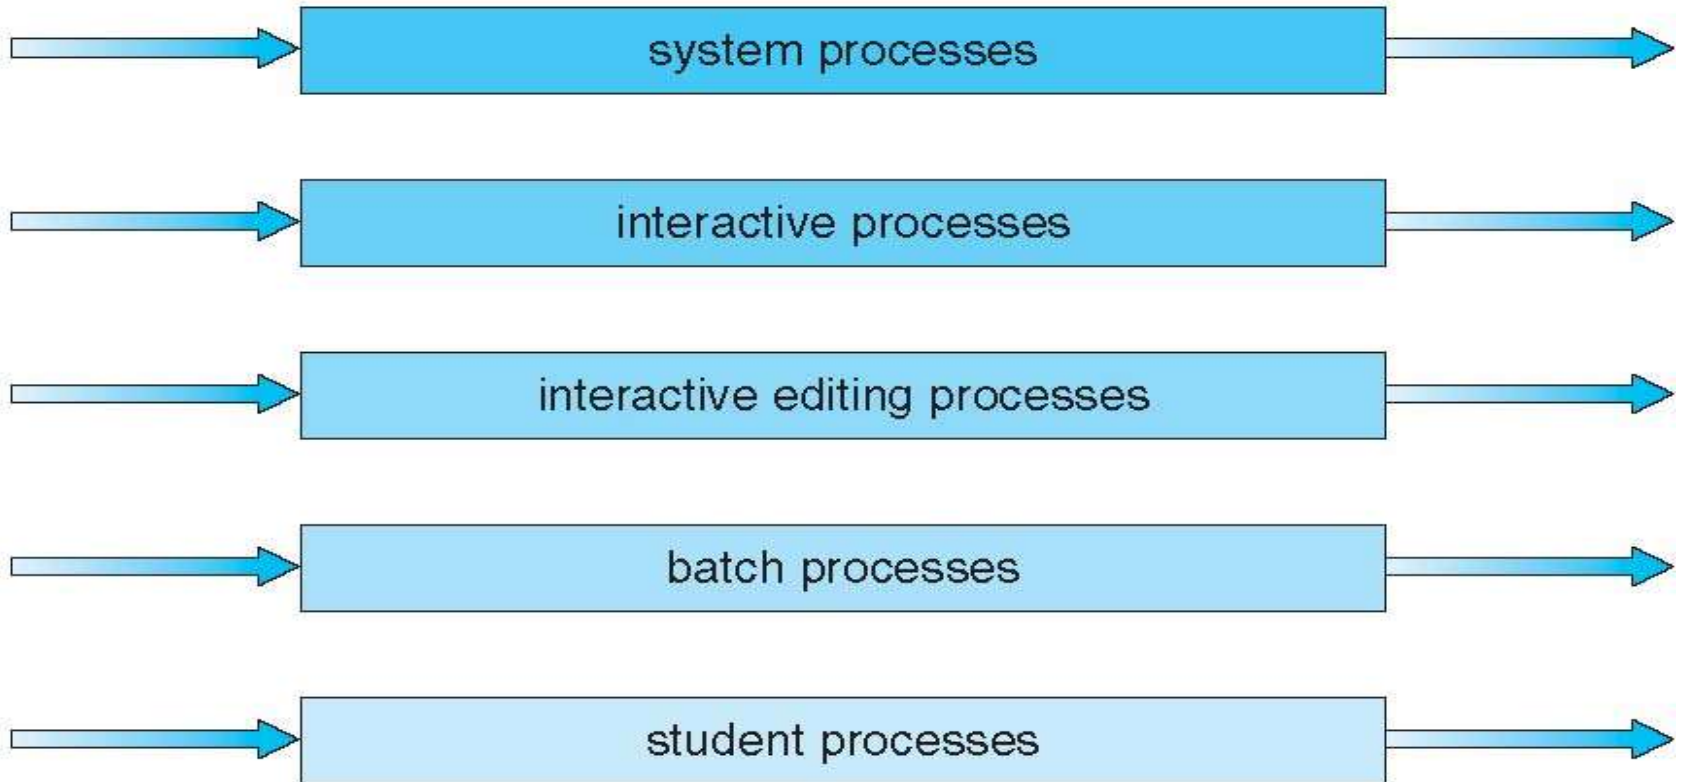 system processes
interactive processes
interactive editing processes
batch processes
student processes